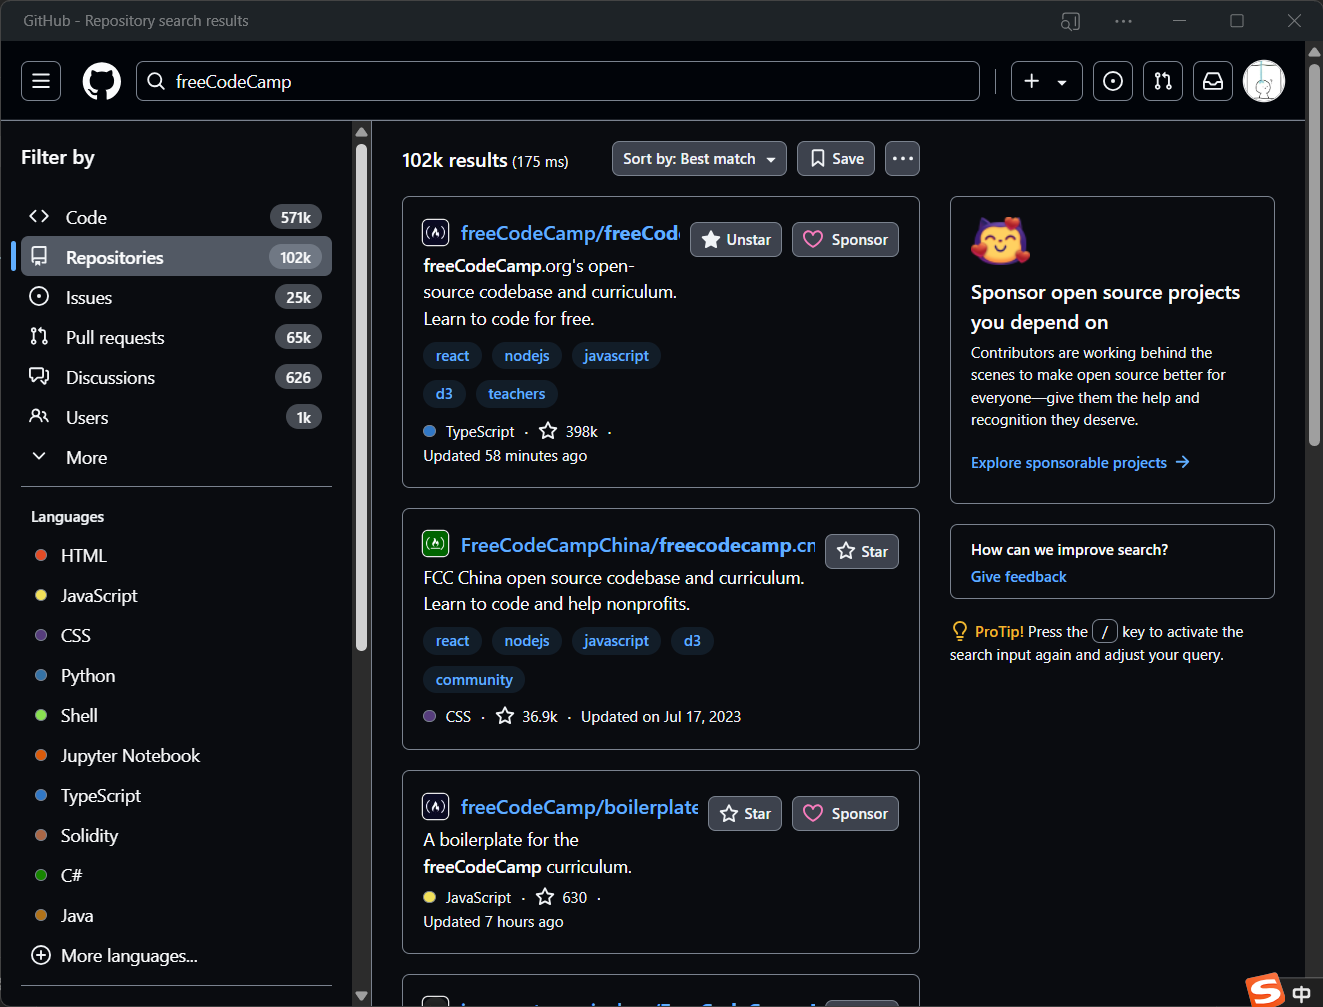 GitHub - Repository search results
freeCodeCamp
Filter by
Code 571k
Repositories 102k
Issues 25k
Pull requests 65k
Discussions 626
Users 1k
More
Languages
HTML
JavaScript
CSS
Python
Shell
Jupyter Notebook
TypeScript
Solidity
C#
Java
More languages...
102k results (175 ms)
Sort by: Best match
Save
freeCodeCamp/freeCod
Unstar
Sponsor
freeCodeCamp.org's open-
source codebase and curriculum.
Learn to code for free.
react nodejs javascript
d3 teachers
TypeScript · 398k ·
Updated 58 minutes ago
FreeCodeCampChina/freecodecamp.cn
Star
FCC China open source codebase and curriculum.
Learn to code and help nonprofits.
react nodejs javascript d3
community
CSS · 36.9k · Updated on Jul 17, 2023
freeCodeCamp/boilerplate
Star
Sponsor
A boilerplate for the
freeCodeCamp curriculum.
JavaScript · 630 ·
Updated 7 hours ago
Sponsor open source projects
you depend on
Contributors are working behind the
scenes to make open source better for
everyone—give them the help and
recognition they deserve.
Explore sponsorable projects →
How can we improve search?
Give feedback
ProTip! Press the / key to activate the
search input again and adjust your query.
S 中